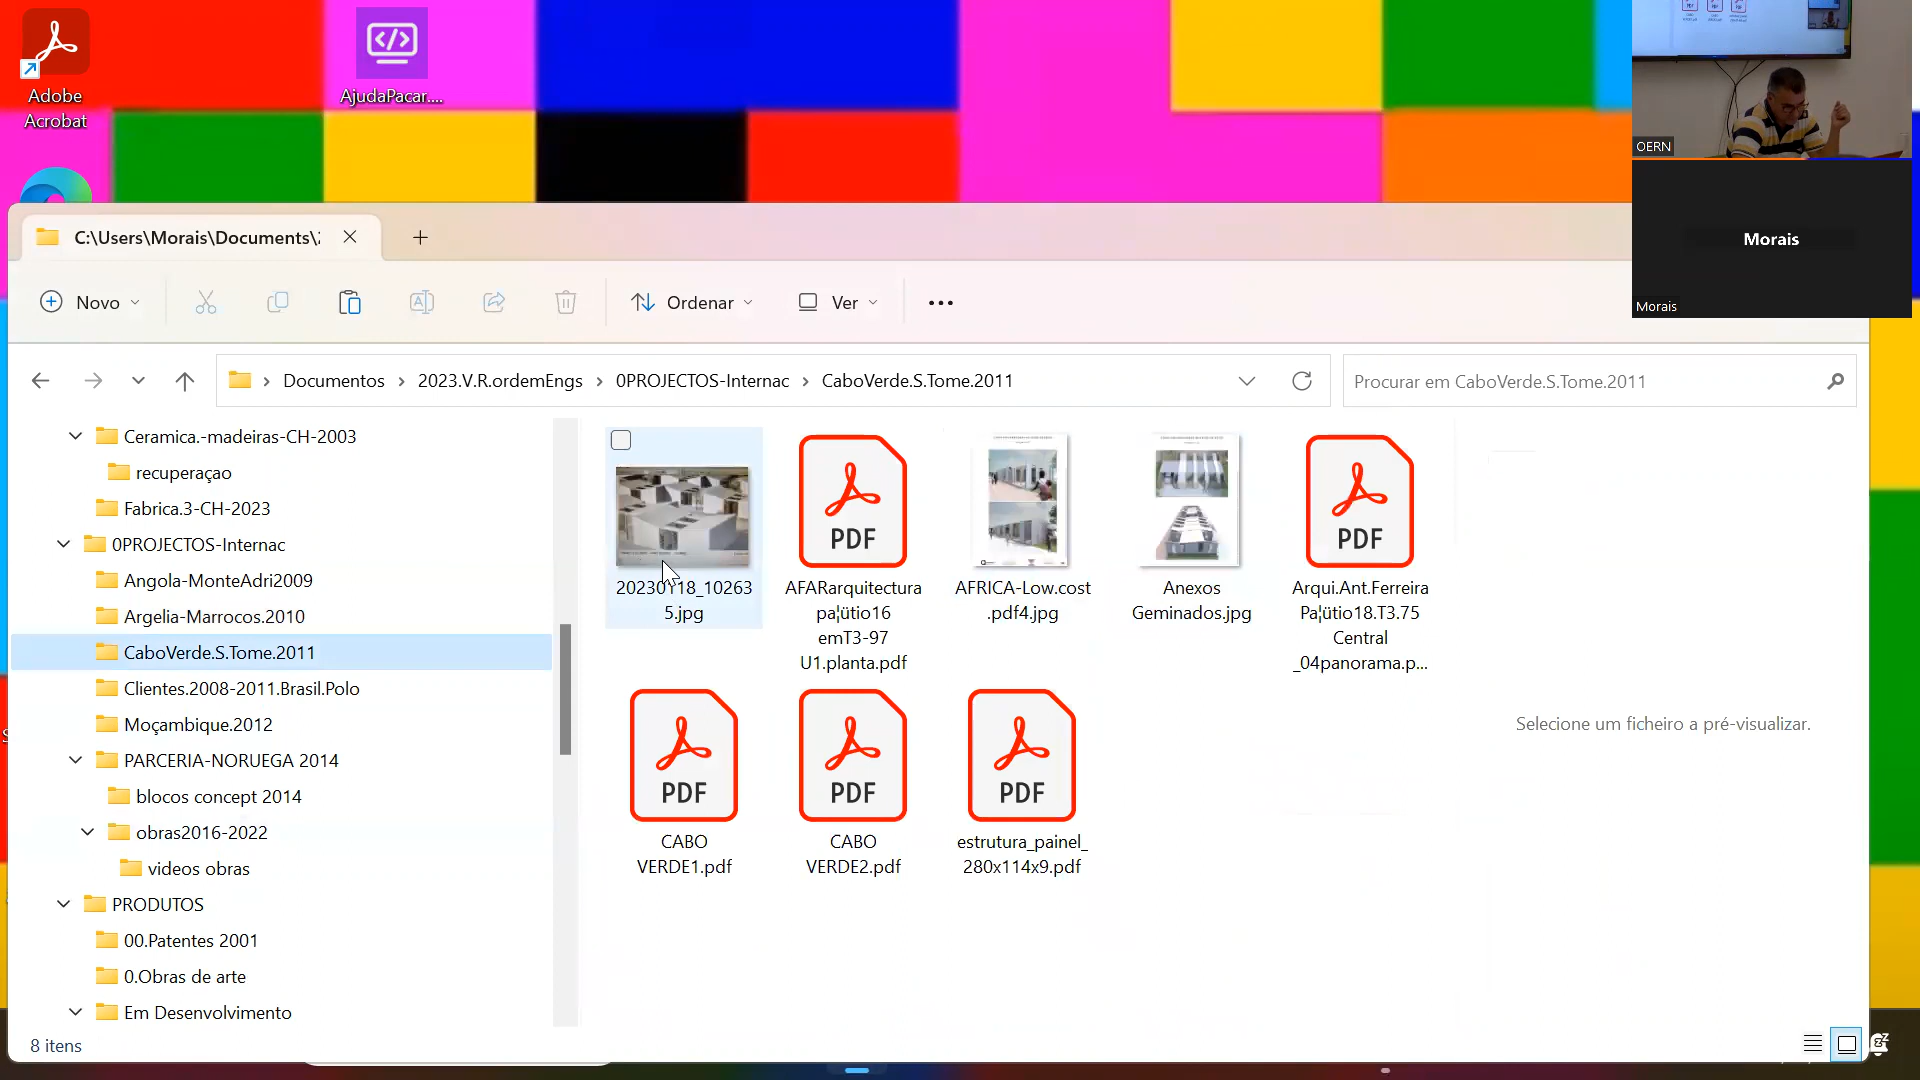 Adobe
Acrobat
AjudaPacar....
OERN
Morais
Morais
C:\Users\Morais\Documents\
Novo
Ordenar
Ver
Documentos
2023.V.R.ordemEngs
0PROJECTOS-Internac
CaboVerde.S.Tome.2011
Procurar em CaboVerde.S.Tome.2011
Ceramica.-madeiras-CH-2003
recuperaçao
Fabrica.3-CH-2023
0PROJECTOS-Internac
Angola-MonteAdri2009
Argelia-Marrocos.2010
CaboVerde.S.Tome.2011
Clientes.2008-2011.Brasil.Polo
Moçambique.2012
PARCERIA-NORUEGA 2014
blocos concept 2014
obras2016-2022
videos obras
PRODUTOS
00.Patentes 2001
0.Obras de arte
Em Desenvolvimento
20230118_10263
5.jpg
PDF
AFARarquitectura
pa¦ütio16
emT3-97
U1.planta.pdf
AFRICA-Low.cost
.pdf4.jpg
Anexos
Geminados.jpg
PDF
Arqui.Ant.Ferreira
Pa¦ütio18.T3.75
Central
_04panorama.p...
PDF
CABO
VERDE1.pdf
PDF
CABO
VERDE2.pdf
PDF
estrutura_painel_
280x114x9.pdf
Selecione um ficheiro a pré-visualizar.
8 itens